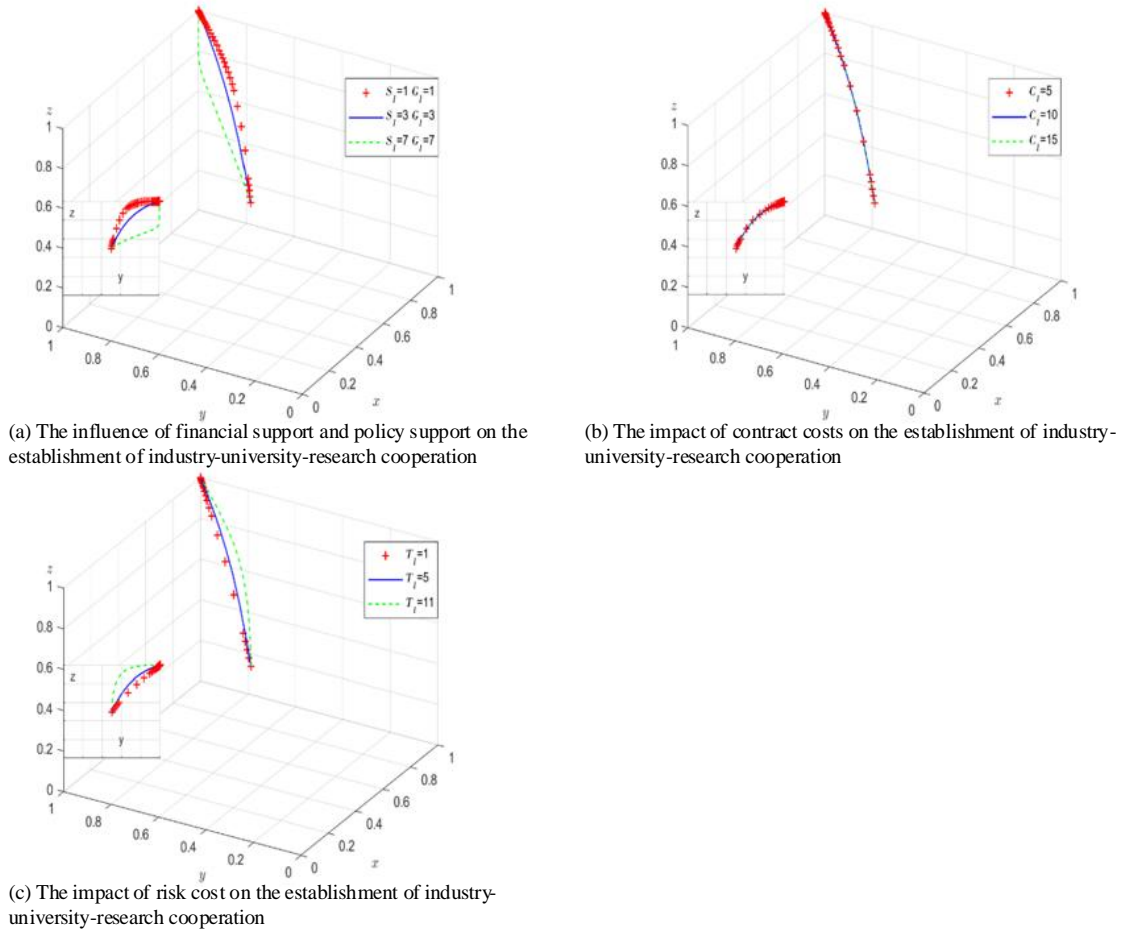 z
1
0.8
0.6
0.4
0.2
0
z
y
1
0.8
0.6
0.4
0.2
0
y
0
0.2
0.4
0.6
0.8
1
x
S_l=1 G_l=1
S_l=3 G_l=3
S_l=7 G_l=7
(a) The influence of financial support and policy support on the
establishment of industry-university-research cooperation
z
1
0.8
0.6
0.4
0.2
0
z
y
1
0.8
0.6
0.4
0.2
0
y
0
0.2
0.4
0.6
0.8
1
x
C_l=5
C_l=10
C_l=15
(b) The impact of contract costs on the establishment of industry-
university-research cooperation
z
1
0.8
0.6
0.4
0.2
0
z
y
1
0.8
0.6
0.4
0.2
0
y
0
0.2
0.4
0.6
0.8
1
x
T_l=1
T_l=5
T_l=11
(c) The impact of risk cost on the establishment of industry-
university-research cooperation